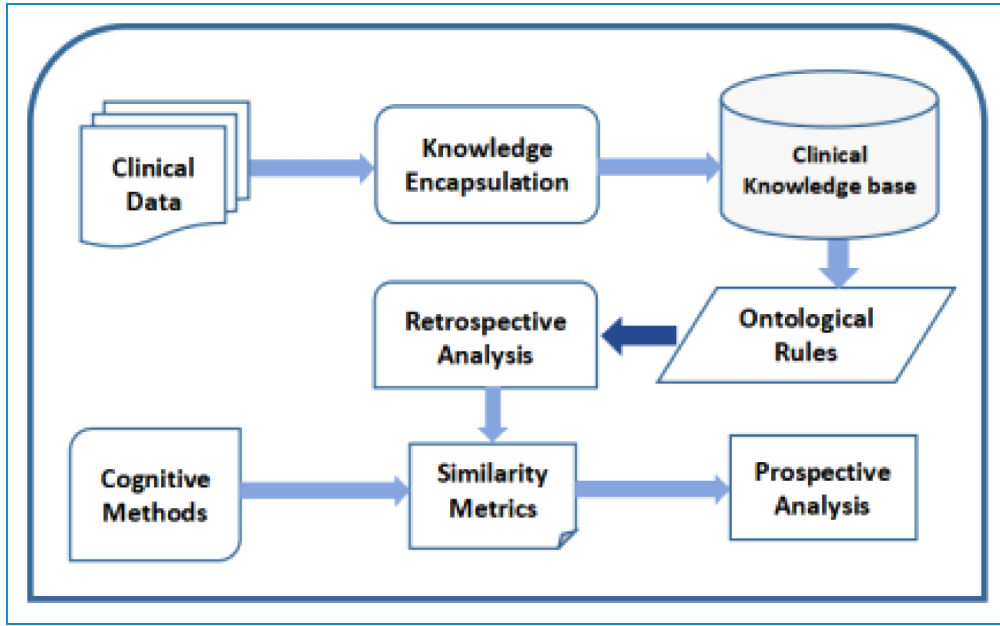 Clinical
Data
Knowledge
Encapsulation
Clinical
Knowledge base
Retrospective
Analysis
Ontological
Rules
Cognitive
Methods
Similarity
Metrics
Prospective
Analysis